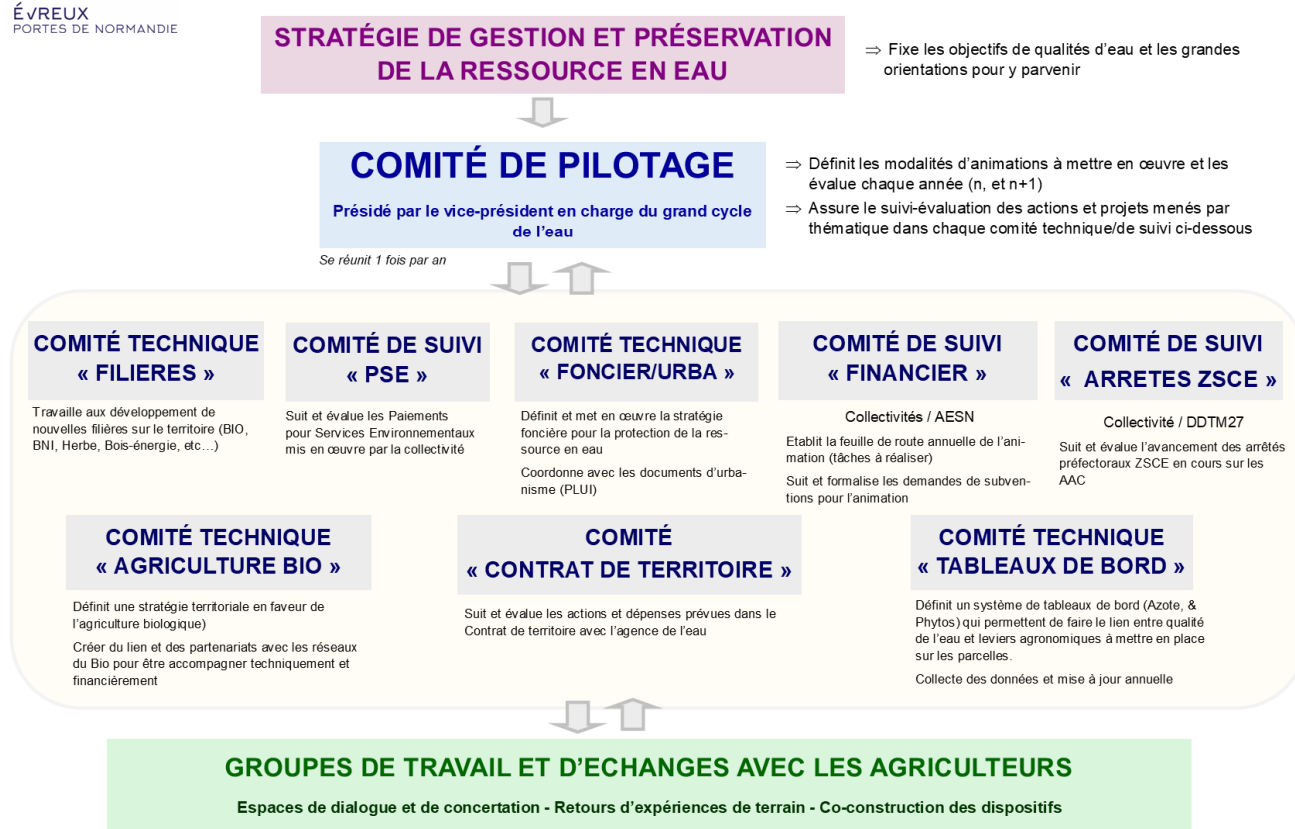 ÉVREUX
PORTES DE NORMANDIE
STRATÉGIE DE GESTION ET PRÉSERVATION
DE LA RESSOURCE EN EAU
⇒ Fixe les objectifs de qualités d'eau et les grandes
orientations pour y parvenir
COMITÉ DE PILOTAGE
Présidé par le vice-président en charge du grand cycle
de l'eau
Se réunit 1 fois par an
⇒ Définit les modalités d'animations à mettre en œuvre et les
évalue chaque année (n, et n+1)
⇒ Assure le suivi-évaluation des actions et projets menés par
thématique dans chaque comité technique/de suivi ci-dessous
COMITÉ TECHNIQUE
« FILIERES »
Travaille aux développement de
nouvelles filières sur le territoire (BIO,
BNI, Herbe, Bois-énergie, etc…)
COMITÉ DE SUIVI
« PSE »
Suit et évalue les Paiements
pour Services Environnementaux
mis en œuvre par la collectivité
COMITÉ TECHNIQUE
« FONCIER/URBA »
Définit et met en œuvre la stratégie
foncière pour la protection de la res-
source en eau
Coordonne avec les documents d'urba-
nisme (PLUI)
COMITÉ DE SUIVI
« FINANCIER »
Collectivités / AESN
Etablit la feuille de route annuelle de l'ani-
mation (tâches à réaliser)
Suit et formalise les demandes de subven-
tions pour l'animation
COMITÉ DE SUIVI
« ARRETES ZSCE »
Collectivité / DDTM27
Suit et évalue l'avancement des arrêtés
préfectoraux ZSCE en cours sur les
AAC
COMITÉ TECHNIQUE
« AGRICULTURE BIO »
Définit une stratégie territoriale en faveur de
l'agriculture biologique)
Créer du lien et des partenariats avec les réseaux
du Bio pour être accompagner techniquement et
financièrement
COMITÉ
« CONTRAT DE TERRITOIRE »
Suit et évalue les actions et dépenses prévues dans le
Contrat de territoire avec l'agence de l'eau
COMITÉ TECHNIQUE
« TABLEAUX DE BORD »
Définit un système de tableaux de bord (Azote, &
Phytos) qui permettent de faire le lien entre qualité
de l'eau et leviers agronomiques à mettre en place
sur les parcelles.
Collecte des données et mise à jour annuelle
GROUPES DE TRAVAIL ET D'ECHANGES AVEC LES AGRICULTEURS
Espaces de dialogue et de concertation - Retours d'expériences de terrain - Co-construction des dispositifs